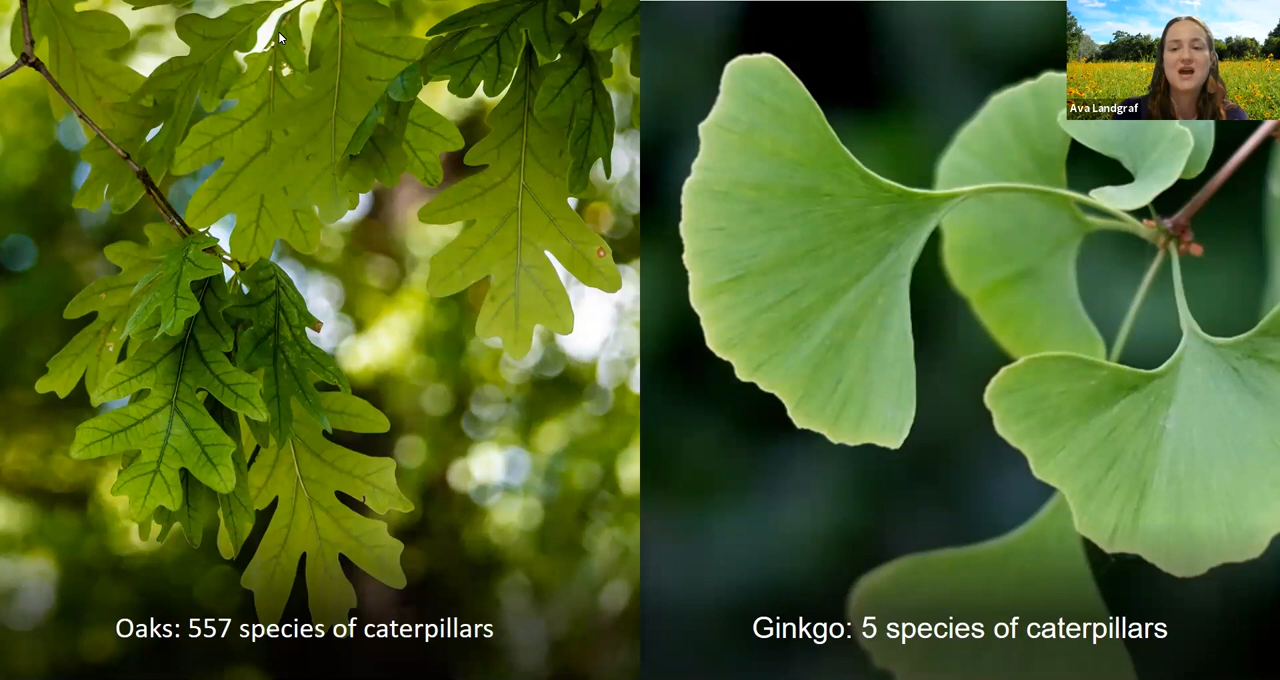 Ava Landgraf
Oaks: 557 species of caterpillars
Ginkgo: 5 species of caterpillars